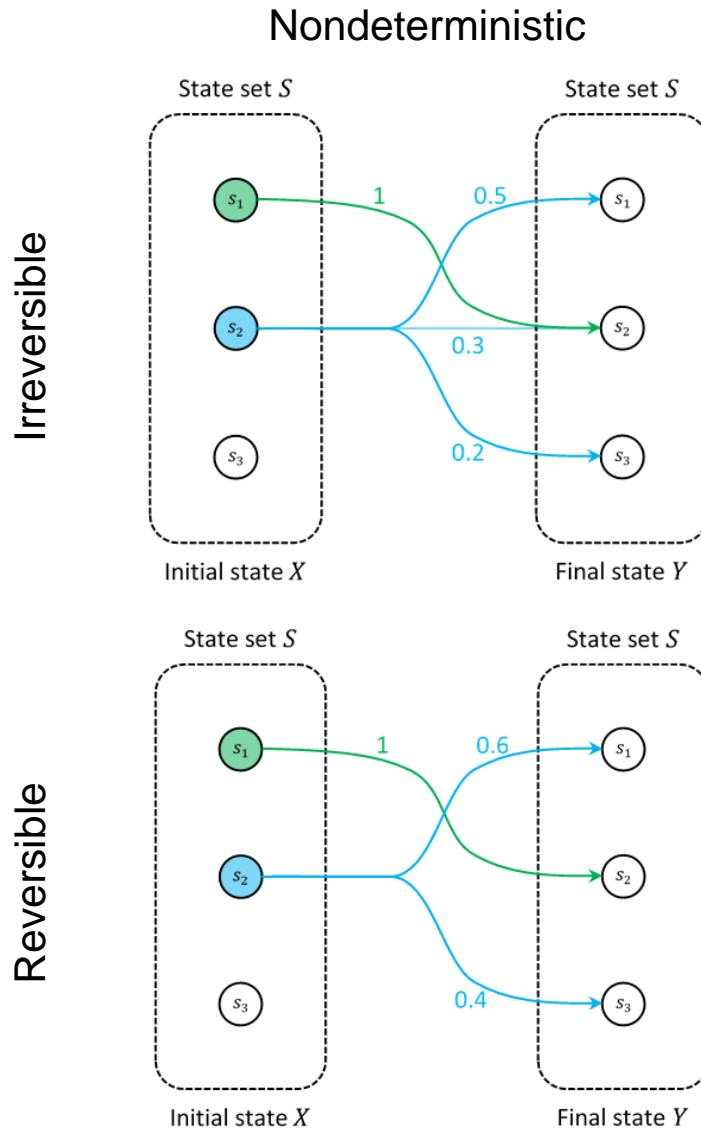 Nondeterministic
State set S
State set S
Irreversible
s₁
1
0.5
s₁
s₂
0.3
s₂
s₃
0.2
s₃
Initial state X
Final state Y
State set S
State set S
Reversible
s₁
1
0.6
s₁
s₂
s₂
s₃
0.4
s₃
Initial state X
Final state Y